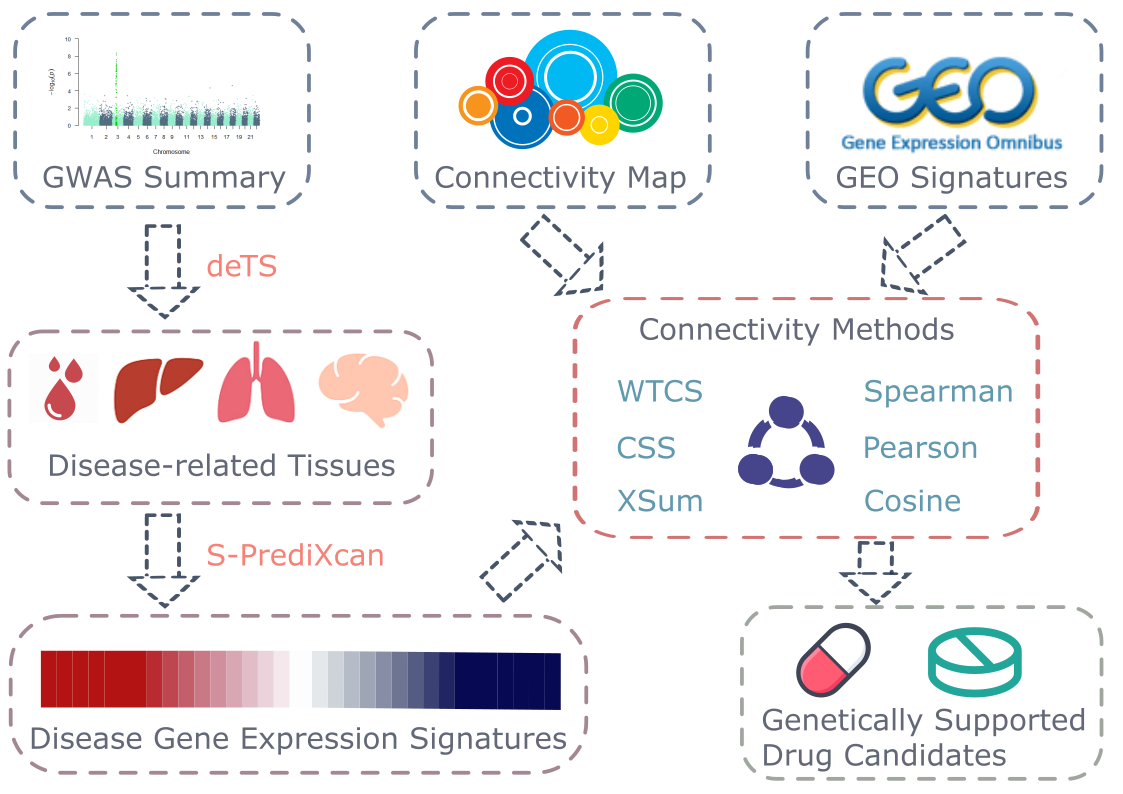 10
8
6
4
2
0
-log₁₀(p)
1 2 3 4 5 6 7 8 9 11 13 15 17 19 21
Chromosome
GWAS Summary
Connectivity Map
GEO
Gene Expression Omnibus
GEO Signatures
deTS
Disease-related Tissues
Connectivity Methods
WTCS
Spearman
CSS
Pearson
XSum
Cosine
S-PrediXcan
Disease Gene Expression Signatures
Genetically Supported
Drug Candidates